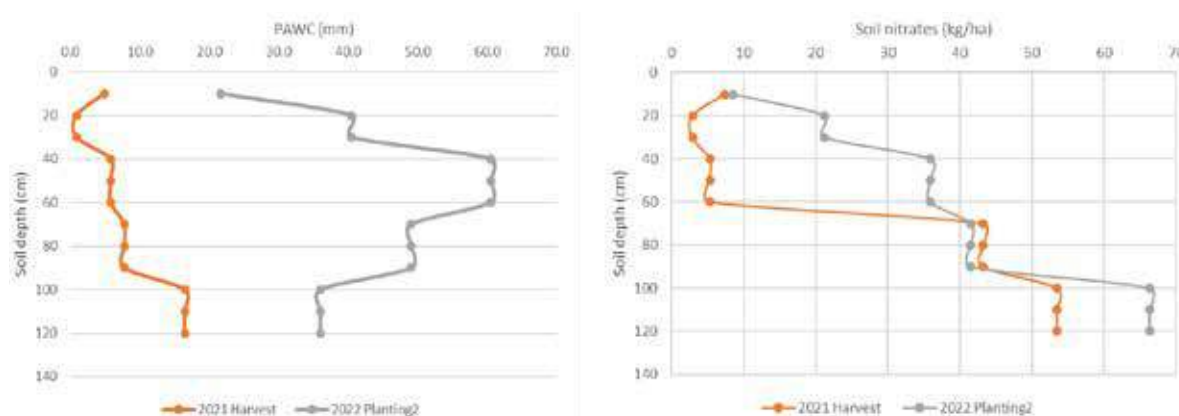 PAWC (mm)
0.0 10.0 20.0 30.0 40.0 50.0 60.0 70.0
Soil depth (cm)
0
20
40
60
80
100
120
140
2021 Harvest 2022 Planting2
Soil nitrates (kg/ha)
0 10 20 30 40 50 60 70
Soil depth (cm)
0
20
40
60
80
100
120
140
2021 Harvest 2022 Planting2